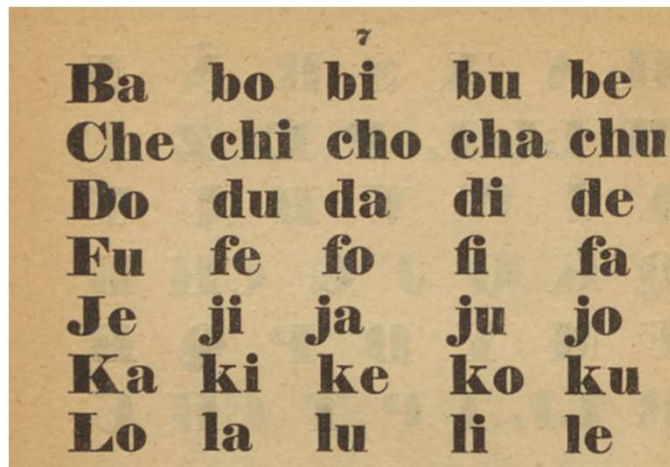 7
Ba bo bi bu be
Che chi cho cha chu
Do du da di de
Fu fe fo fi fa
Je ji ja ju jo
Ka ki ke ko ku
Lo la lu li le